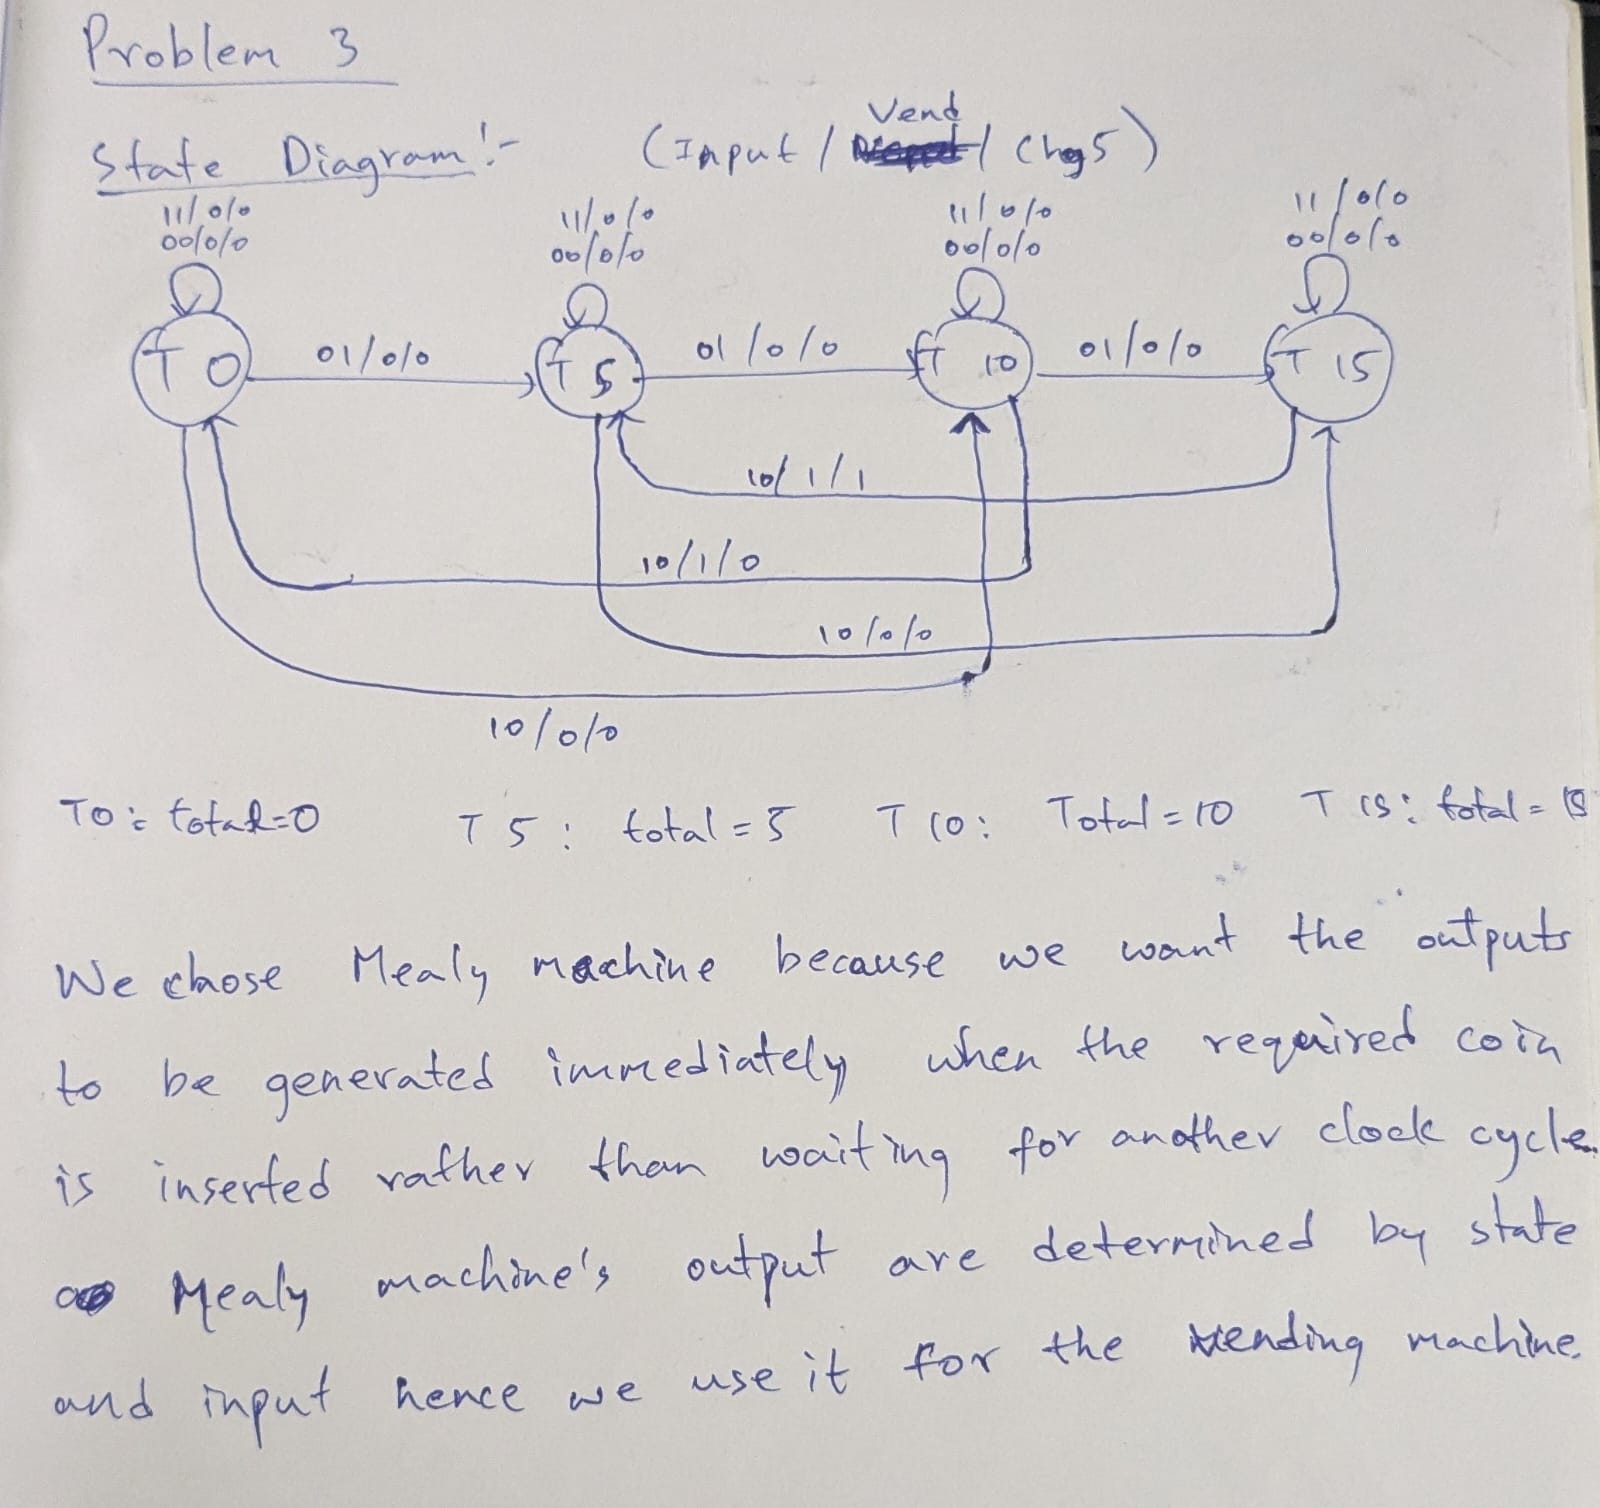 Problem 3
State Diagram:- (Input / Vend / Chg5)
11/0/0 11/0/0 11/0/0 11/0/0
00/0/0 00/0/0 00/0/0 00/0/0
T 0 01/0/0 T 5 01/0/0 T 10 01/0/0 T 15
10/1/1
10/1/0
10/0/0
10/0/0
T0: total=0 T 5: total=5 T 10: Total=10 T 15: total=15
We chose Mealy machine because we want the outputs
to be generated immediately when the required coin
is inserted rather than waiting for another clock cycle.
Mealy machine's output are determined by state
and input hence we use it for the vending machine.